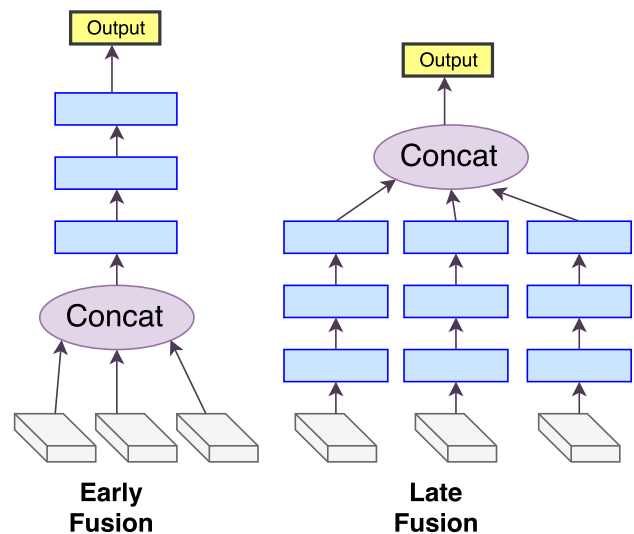 Output
Concat
Early
Fusion
Output
Concat
Late
Fusion